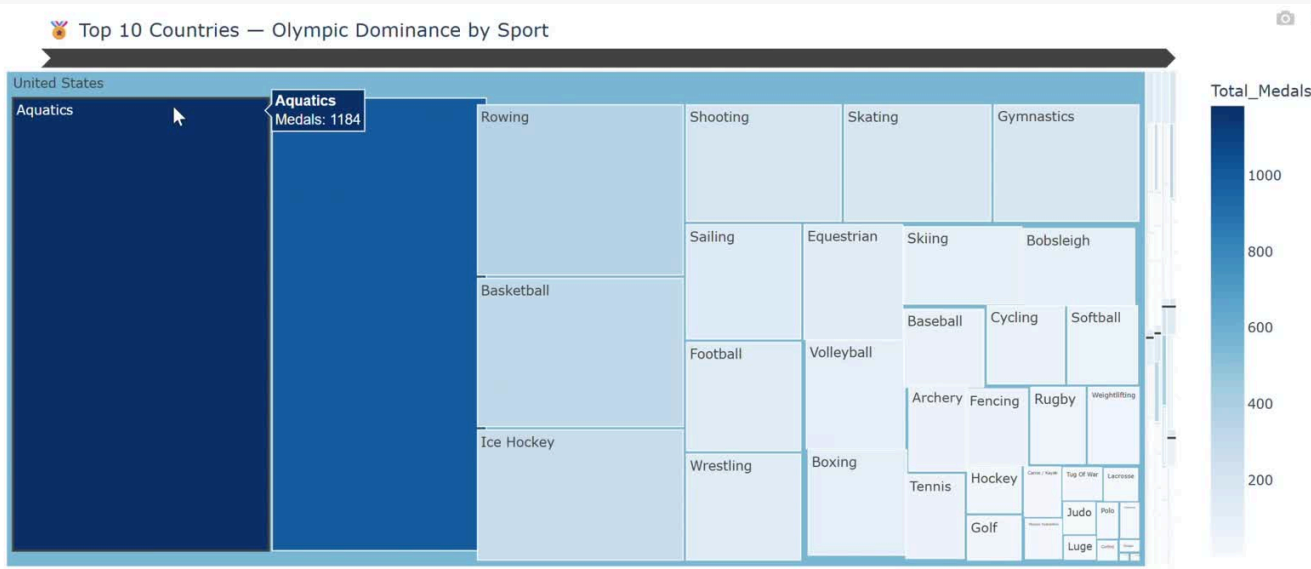 🏅 Top 10 Countries — Olympic Dominance by Sport
United States
Aquatics
Aquatics
Medals: 1184
Rowing
Shooting
Skating
Gymnastics
Sailing
Equestrian
Skiing
Bobsleigh
Basketball
Baseball
Cycling
Softball
Football
Volleyball
Archery
Fencing
Rugby
Weightlifting
Ice Hockey
Wrestling
Boxing
Tennis
Hockey
Canoe / Kayak
Tug Of War
Lacrosse
Golf
Judo
Polo
Luge
Total_Medals
1000
800
600
400
200